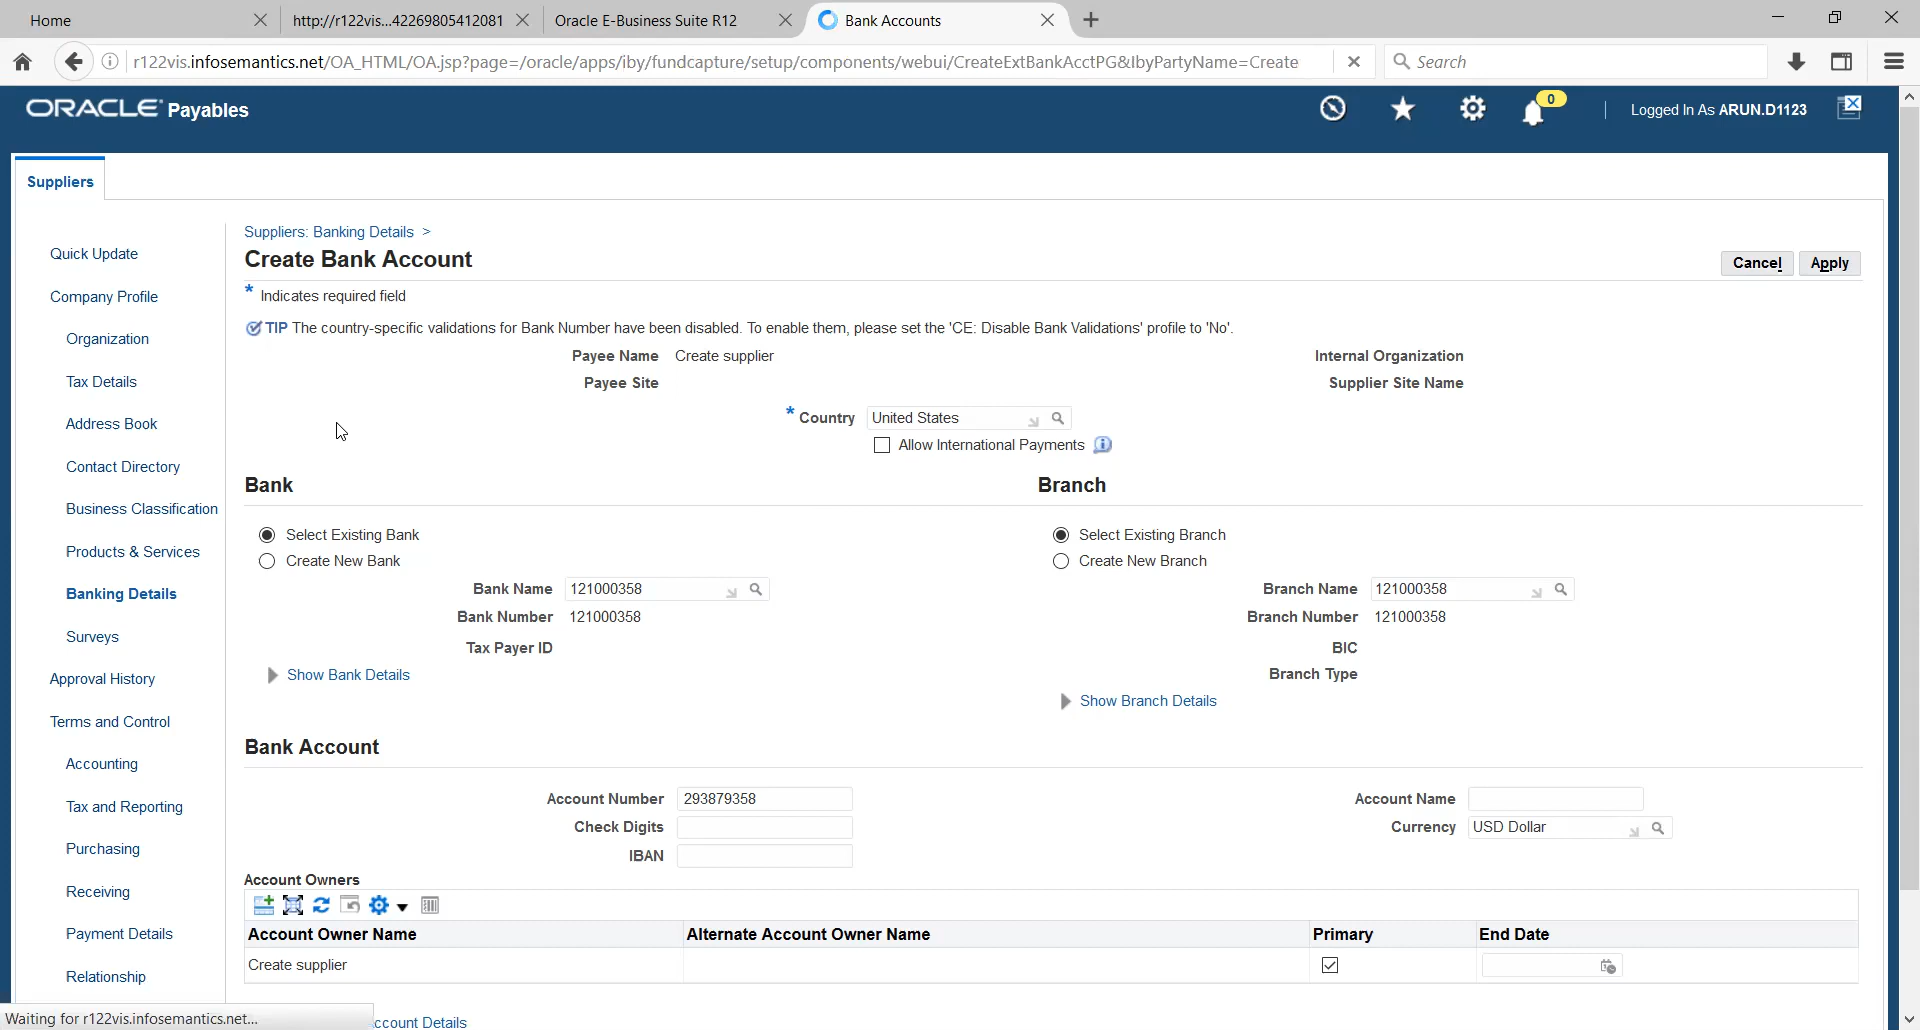 Home
http://r122vis...42269805412081
Oracle E-Business Suite R12
Bank Accounts
r122vis.infosemantics.net/OA_HTML/OA.jsp?page=/oracle/apps/iby/fundcapture/setup/components/webui/CreateExtBankAcctPG&IbyPartyName=Create
Search
ORACLE Payables
0
Logged In As ARUN.D1123
Suppliers
Quick Update
Company Profile
Organization
Tax Details
Address Book
Contact Directory
Business Classification
Products & Services
Banking Details
Surveys
Approval History
Terms and Control
Accounting
Tax and Reporting
Purchasing
Receiving
Payment Details
Relationship
Suppliers: Banking Details >
Create Bank Account
Cancel
Apply
* Indicates required field
TIP The country-specific validations for Bank Number have been disabled. To enable them, please set the 'CE: Disable Bank Validations' profile to 'No'.
Payee Name Create supplier
Internal Organization
Payee Site
Supplier Site Name
* Country United States
Allow International Payments
Bank
Select Existing Bank
Create New Bank
Bank Name 121000358
Bank Number 121000358
Tax Payer ID
Show Bank Details
Branch
Select Existing Branch
Create New Branch
Branch Name 121000358
Branch Number 121000358
BIC
Branch Type
Show Branch Details
Bank Account
Account Number 293879358
Account Name
Check Digits
Currency USD Dollar
IBAN
Account Owners
Account Owner Name Alternate Account Owner Name Primary End Date
Create supplier
Waiting for r122vis.infosemantics.net...
ccount Details